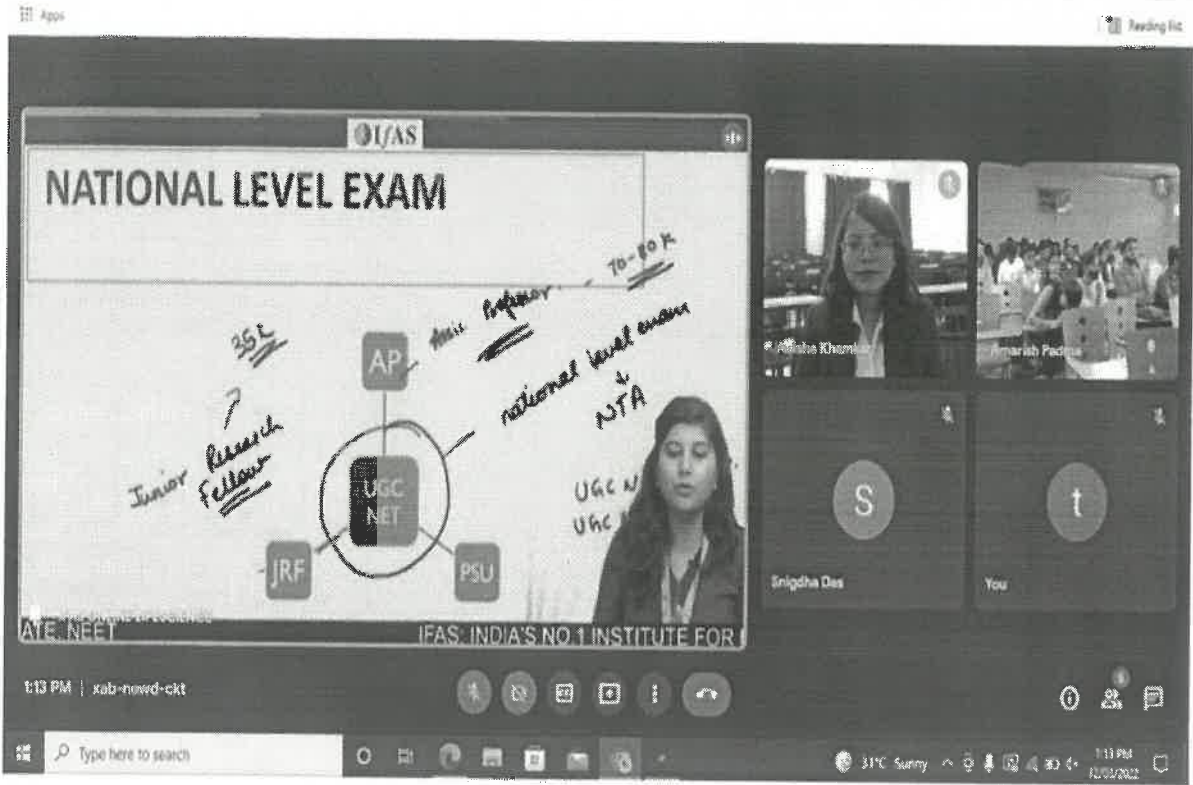 Apps
Reading list
IFAS
NATIONAL LEVEL EXAM
70-80K
Professor
35K
AP
national level exam
NTA
Junior Research
Fellow
UGC
NET
UGC N
UGC
JRF
PSU
ATE, NEET
IFAS: INDIA'S NO.1 INSTITUTE FOR
Khamkar
Amarish
Snigdha Das
S
t
You
1:13 PM | xab-nowd-ckt
Type here to search
31°C Sunny
1:13 PM